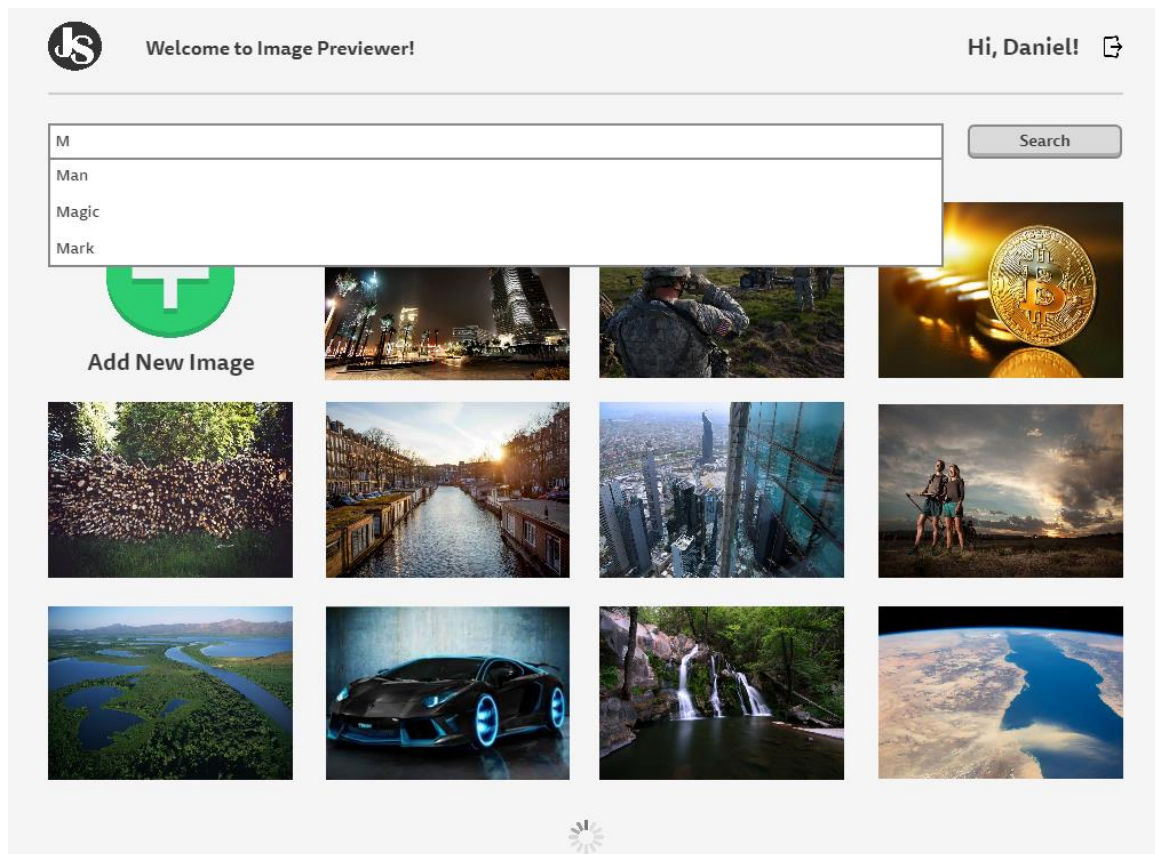 JS
Welcome to Image Previewer!
Hi, Daniel!
M
Search
Man
Magic
Mark
Add New Image